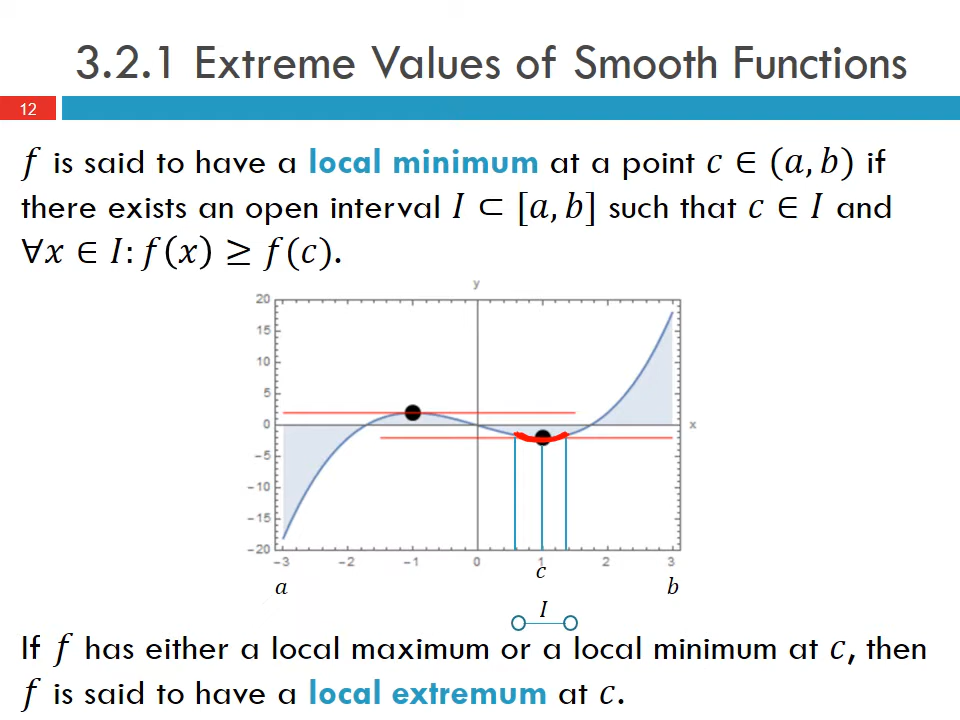 3.2.1 Extreme Values of Smooth Functions
12
f is said to have a local minimum at a point c ∈ (a, b) if
there exists an open interval I ⊂ [a, b] such that c ∈ I and
∀x ∈ I: f(x) ≥ f(c).
y
20
15
10
5
0
x
-5
-10
-15
-20
-3 -2 -1 0 1 2 3
c
a b
I
If f has either a local maximum or a local minimum at c, then
f is said to have a local extremum at c.